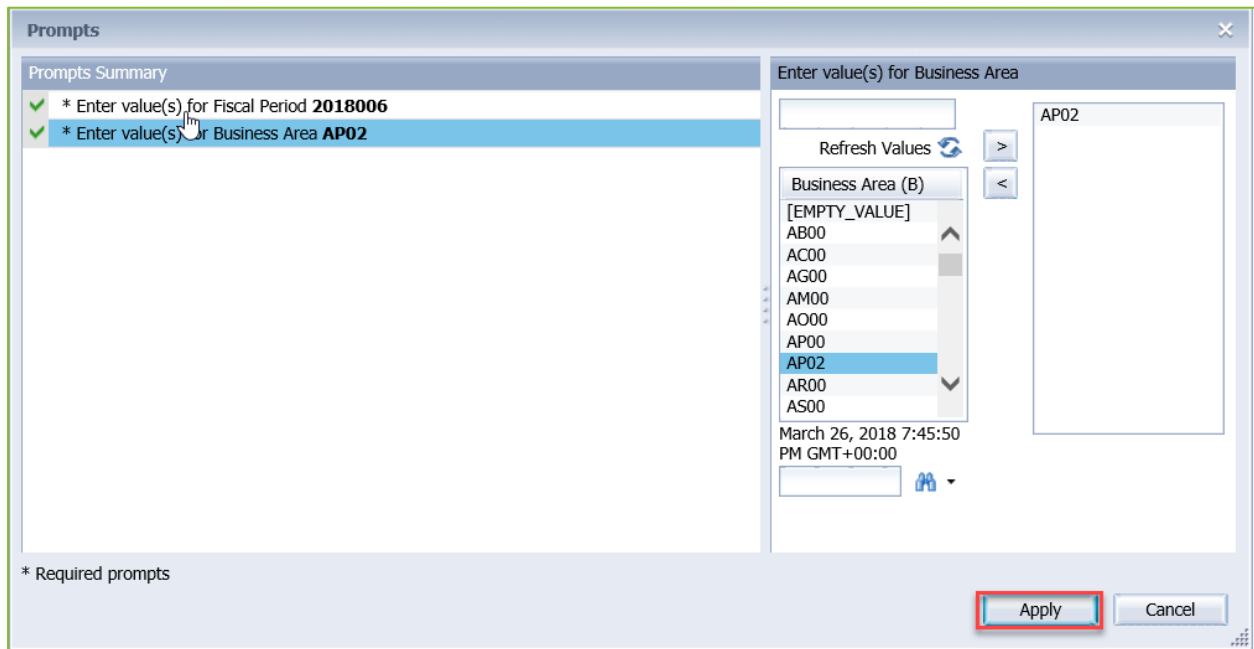 Prompts
Prompts Summary
* Enter value(s) for Fiscal Period 2018006
* Enter value(s) for Business Area AP02
Enter value(s) for Business Area
Refresh Values
>
<
Business Area (B)
[EMPTY_VALUE]
AB00
AC00
AG00
AM00
AO00
AP00
AP02
AR00
AS00
March 26, 2018 7:45:50
PM GMT+00:00
AP02
* Required prompts
Apply
Cancel